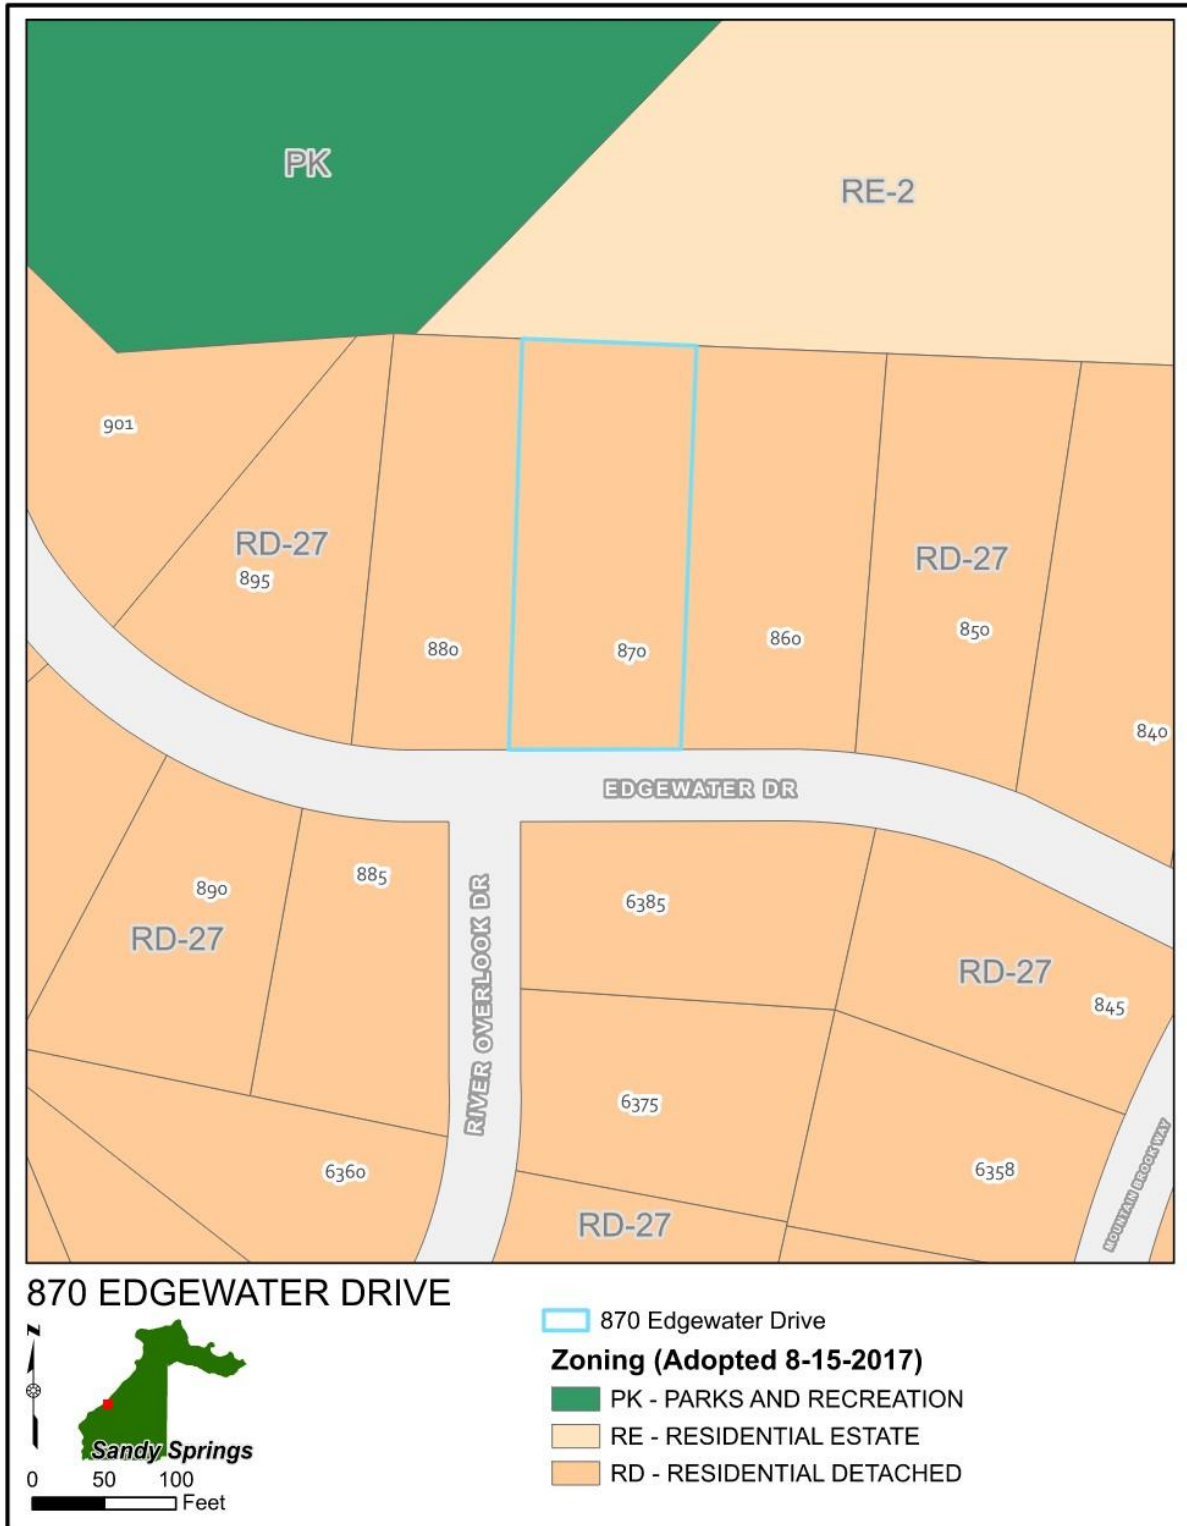 PK
RE-2
901
RD-27
895
880
870
860
RD-27
850
840
EDGEWATER DR
890
RD-27
885
RIVER OVERLOOK DR
6385
RD-27
845
6375
6360
6358
MOUNTAIN BROOK WAY
RD-27
870 EDGEWATER DRIVE
N
Sandy Springs
0 50 100
Feet
870 Edgewater Drive
Zoning (Adopted 8-15-2017)
PK - PARKS AND RECREATION
RE - RESIDENTIAL ESTATE
RD - RESIDENTIAL DETACHED